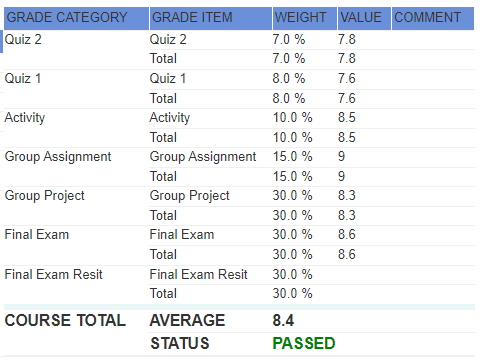 GRADE CATEGORY GRADE ITEM WEIGHT VALUE COMMENT
Quiz 2 Quiz 2 7.0 % 7.8
Total 7.0 % 7.8
Quiz 1 Quiz 1 8.0 % 7.6
Total 8.0 % 7.6
Activity Activity 10.0 % 8.5
Total 10.0 % 8.5
Group Assignment Group Assignment 15.0 % 9
Total 15.0 % 9
Group Project Group Project 30.0 % 8.3
Total 30.0 % 8.3
Final Exam Final Exam 30.0 % 8.6
Total 30.0 % 8.6
Final Exam Resit Final Exam Resit 30.0 %
Total 30.0 %
COURSE TOTAL AVERAGE 8.4
STATUS PASSED